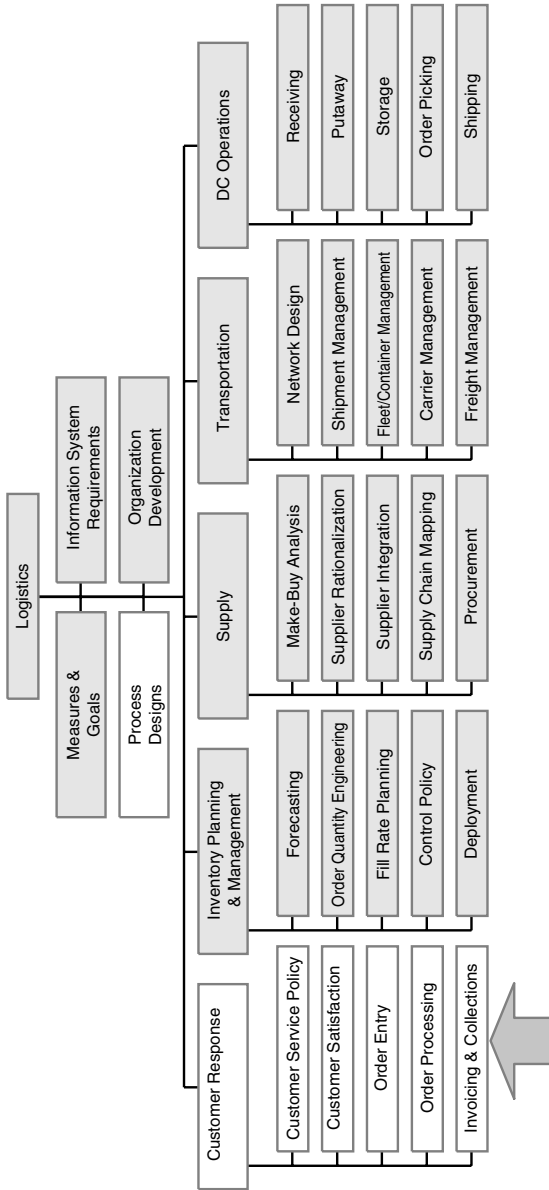 Logistics
Measures &
Goals
Information System
Requirements
Process
Designs
Organization
Development
Customer Response
Customer Service Policy
Customer Satisfaction
Order Entry
Order Processing
Invoicing & Collections
Inventory Planning
& Management
Forecasting
Order Quantity Engineering
Fill Rate Planning
Control Policy
Deployment
Supply
Make-Buy Analysis
Supplier Rationalization
Supplier Integration
Supply Chain Mapping
Procurement
Transportation
Network Design
Shipment Management
Fleet/Container Management
Carrier Management
Freight Management
DC Operations
Receiving
Putaway
Storage
Order Picking
Shipping